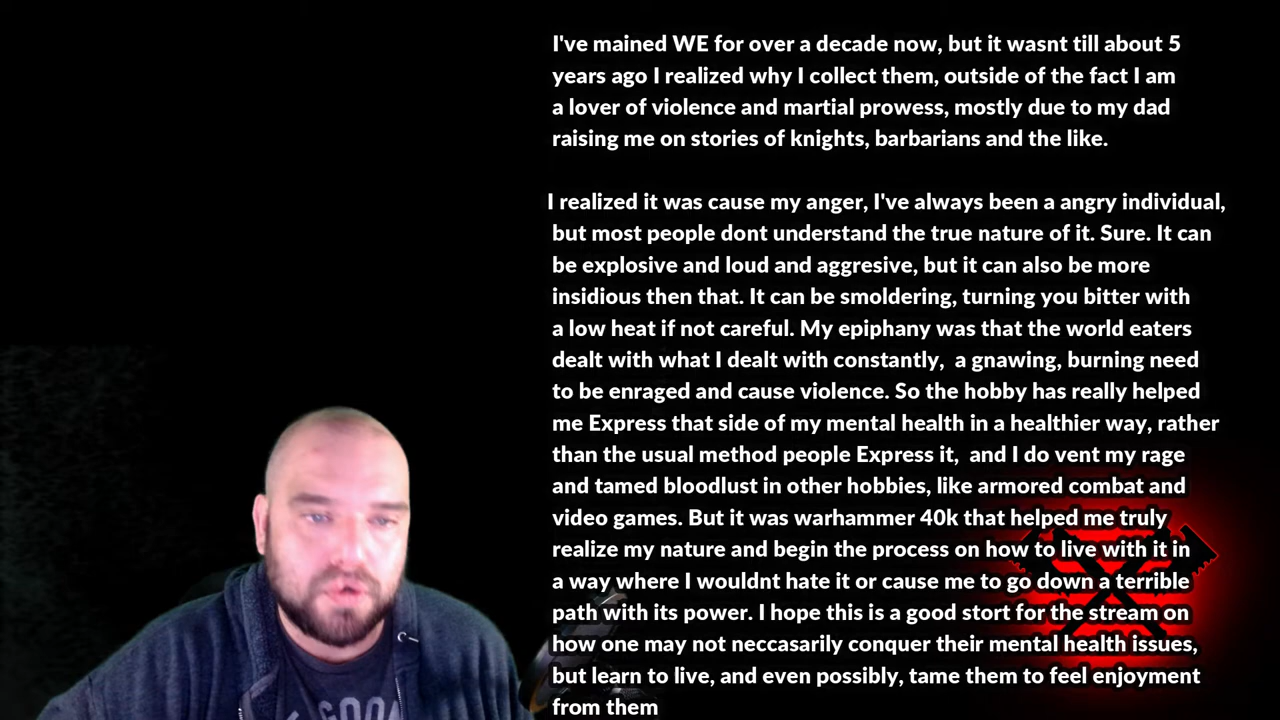 I've mained WE for over a decade now, but it wasnt till about 5
years ago I realized why I collect them, outside of the fact I am
a lover of violence and martial prowess, mostly due to my dad
raising me on stories of knights, barbarians and the like.
I realized it was cause my anger, I've always been a angry individual,
but most people dont understand the true nature of it. Sure. It can
be explosive and loud and aggresive, but it can also be more
insidious then that. It can be smoldering, turning you bitter with
a low heat if not careful. My epiphany was that the world eaters
dealt with what I dealt with constantly, a gnawing, burning need
to be enraged and cause violence. So the hobby has really helped
me Express that side of my mental health in a healthier way, rather
than the usual method people Express it, and I do vent my rage
and tamed bloodlust in other hobbies, like armored combat and
video games. But it was warhammer 40k that helped me truly
realize my nature and begin the process on how to live with it in
a way where I wouldnt hate it or cause me to go down a terrible
path with its power. I hope this is a good stort for the stream on
how one may not neccasarily conquer their mental health issues,
but learn to live, and even possibly, tame them to feel enjoyment
from them